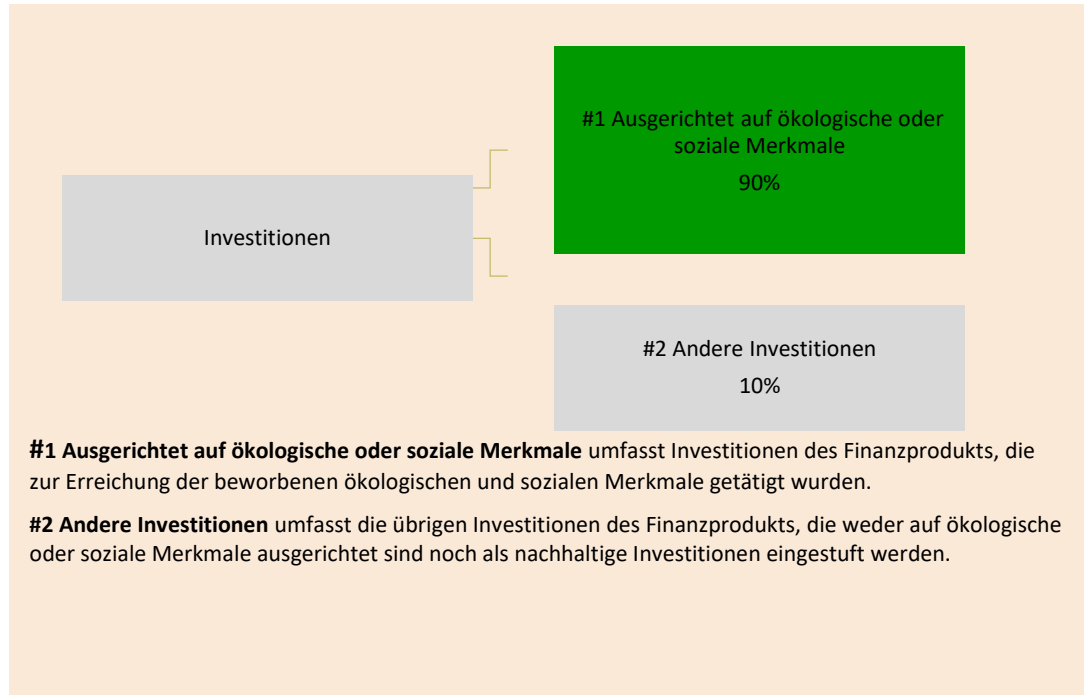 #1 Ausgerichtet auf ökologische oder
soziale Merkmale
90%
Investitionen
#2 Andere Investitionen
10%
#1 Ausgerichtet auf ökologische oder soziale Merkmale umfasst Investitionen des Finanzprodukts, die
zur Erreichung der beworbenen ökologischen und sozialen Merkmale getätigt wurden.
#2 Andere Investitionen umfasst die übrigen Investitionen des Finanzprodukts, die weder auf ökologische
oder soziale Merkmale ausgerichtet sind noch als nachhaltige Investitionen eingestuft werden.